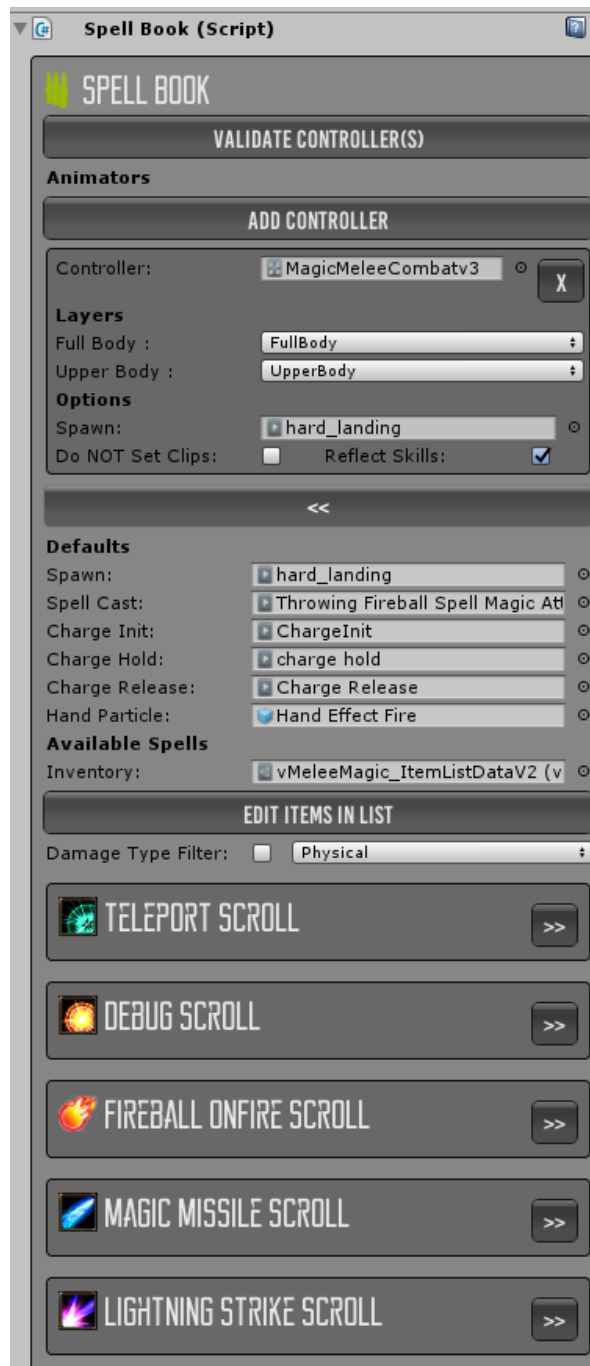 Spell Book (Script)
SPELL BOOK
VALIDATE CONTROLLER(S)
Animators
ADD CONTROLLER
Controller: MagicMeleeCombatv3
X
Layers
Full Body : FullBody
Upper Body : UpperBody
Options
Spawn: hard_landing
Do NOT Set Clips: Reflect Skills:
<<
Defaults
Spawn: hard_landing
Spell Cast: Throwing Fireball Spell Magic Att
Charge Init: ChargeInit
Charge Hold: charge hold
Charge Release: Charge Release
Hand Particle: Hand Effect Fire
Available Spells
Inventory: vMeleeMagic_ItemListDataV2 (v
EDIT ITEMS IN LIST
Damage Type Filter: Physical
TELEPORT SCROLL >>
DEBUG SCROLL >>
FIREBALL ONFIRE SCROLL >>
MAGIC MISSILE SCROLL >>
LIGHTNING STRIKE SCROLL >>